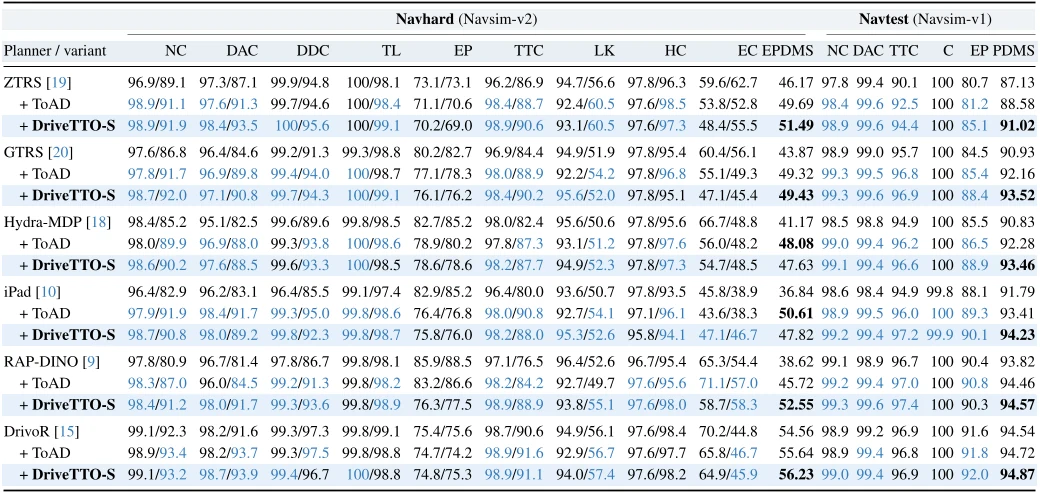 Navhard (Navsim-v2) Navtest (Navsim-v1)
Planner / variant NC DAC DDC TL EP TTC LK HC EC EPDMS NC DAC TTC C EP PDMS
ZTRS [19] 96.9/89.1 97.3/87.1 99.9/94.8 100/98.1 73.1/73.1 96.2/86.9 94.7/56.6 97.8/96.3 59.6/62.7 46.17 97.8 99.4 90.1 100 80.7 87.13
+ ToAD 98.9/91.1 97.6/91.3 99.7/94.6 100/98.4 71.1/70.6 98.4/88.7 92.4/60.5 97.6/98.5 53.8/52.8 49.69 98.4 99.6 92.5 100 81.2 88.58
+ DriveTTO-S 98.9/91.9 98.4/93.5 100/95.6 100/99.1 70.2/69.0 98.9/90.6 93.1/60.5 97.6/97.3 48.4/55.5 51.49 98.9 99.6 94.4 100 85.1 91.02
GTRS [20] 97.6/86.8 96.4/84.6 99.2/91.3 99.3/98.8 80.2/82.7 96.9/84.4 94.9/51.9 97.8/95.4 60.4/56.1 43.87 98.9 99.0 95.7 100 84.5 90.93
+ ToAD 97.8/91.7 96.9/89.8 99.4/94.0 100/98.7 77.1/78.3 98.0/88.9 92.2/54.2 97.8/96.8 55.1/49.3 49.32 99.3 99.5 96.8 100 85.4 92.16
+ DriveTTO-S 98.7/92.0 97.1/90.8 99.7/94.3 100/99.1 76.1/76.2 98.4/90.2 95.6/52.0 97.8/95.1 47.1/45.4 49.43 99.3 99.6 96.9 100 88.4 93.52
Hydra-MDP [18] 98.4/85.2 95.1/82.5 99.6/89.6 99.8/98.5 82.7/85.2 98.0/82.4 95.6/50.6 97.8/95.6 66.7/48.8 41.17 98.5 98.8 94.9 100 85.5 90.83
+ ToAD 98.0/89.9 96.9/88.0 99.3/93.8 100/98.6 78.9/80.2 97.8/87.3 93.1/51.2 97.8/97.6 56.0/48.2 48.08 99.0 99.4 96.2 100 86.5 92.28
+ DriveTTO-S 98.6/90.2 97.6/88.5 99.6/93.3 100/98.5 78.6/78.6 98.2/87.7 94.9/52.3 97.8/97.3 54.7/48.5 47.63 99.1 99.4 96.6 100 88.9 93.46
iPad [10] 96.4/82.9 96.2/83.1 96.4/85.5 99.1/97.4 82.9/85.2 96.4/80.0 93.6/50.7 97.8/93.5 45.8/38.9 36.84 98.6 98.4 94.9 99.8 88.1 91.79
+ ToAD 97.9/91.9 98.4/91.7 99.3/95.0 99.8/98.6 76.4/76.8 98.0/90.8 92.7/54.1 97.1/96.1 43.6/38.3 50.61 98.9 99.5 96.0 100 89.3 93.41
+ DriveTTO-S 98.7/90.8 98.0/89.2 99.8/92.3 99.8/98.7 75.8/76.0 98.2/88.0 95.3/52.6 95.8/94.1 47.1/46.7 47.82 99.2 99.4 97.2 99.9 90.1 94.23
RAP-DINO [9] 97.8/80.9 96.7/81.4 97.8/86.7 99.8/98.1 85.9/88.5 97.1/76.5 96.4/52.6 96.7/95.4 65.3/54.4 38.62 99.1 98.9 96.7 100 90.4 93.82
+ ToAD 98.3/87.0 96.0/84.5 99.2/91.3 99.8/98.2 83.2/86.6 98.2/84.2 92.7/49.7 97.6/95.6 71.1/57.0 45.72 99.2 99.4 97.0 100 90.8 94.46
+ DriveTTO-S 98.4/91.2 98.0/91.7 99.3/93.6 99.8/98.9 76.3/77.5 98.9/88.9 93.8/55.1 97.6/98.0 58.7/58.3 52.55 99.3 99.6 97.4 100 90.3 94.57
DrivoR [15] 99.1/92.3 98.2/91.6 99.3/97.3 99.8/99.1 75.4/75.6 98.7/90.6 94.9/56.1 97.6/98.4 70.2/44.8 54.56 98.9 99.2 96.9 100 91.6 94.54
+ ToAD 98.9/93.4 98.2/93.7 99.3/97.5 99.8/98.8 74.7/74.2 98.9/91.6 92.9/56.7 97.6/97.7 65.8/46.7 55.64 98.9 99.4 96.8 100 91.8 94.72
+ DriveTTO-S 99.1/93.2 98.7/93.9 99.4/96.7 100/98.8 74.8/75.3 98.9/91.1 94.0/57.4 97.6/98.2 64.9/45.9 56.23 99.0 99.4 96.9 100 92.0 94.87